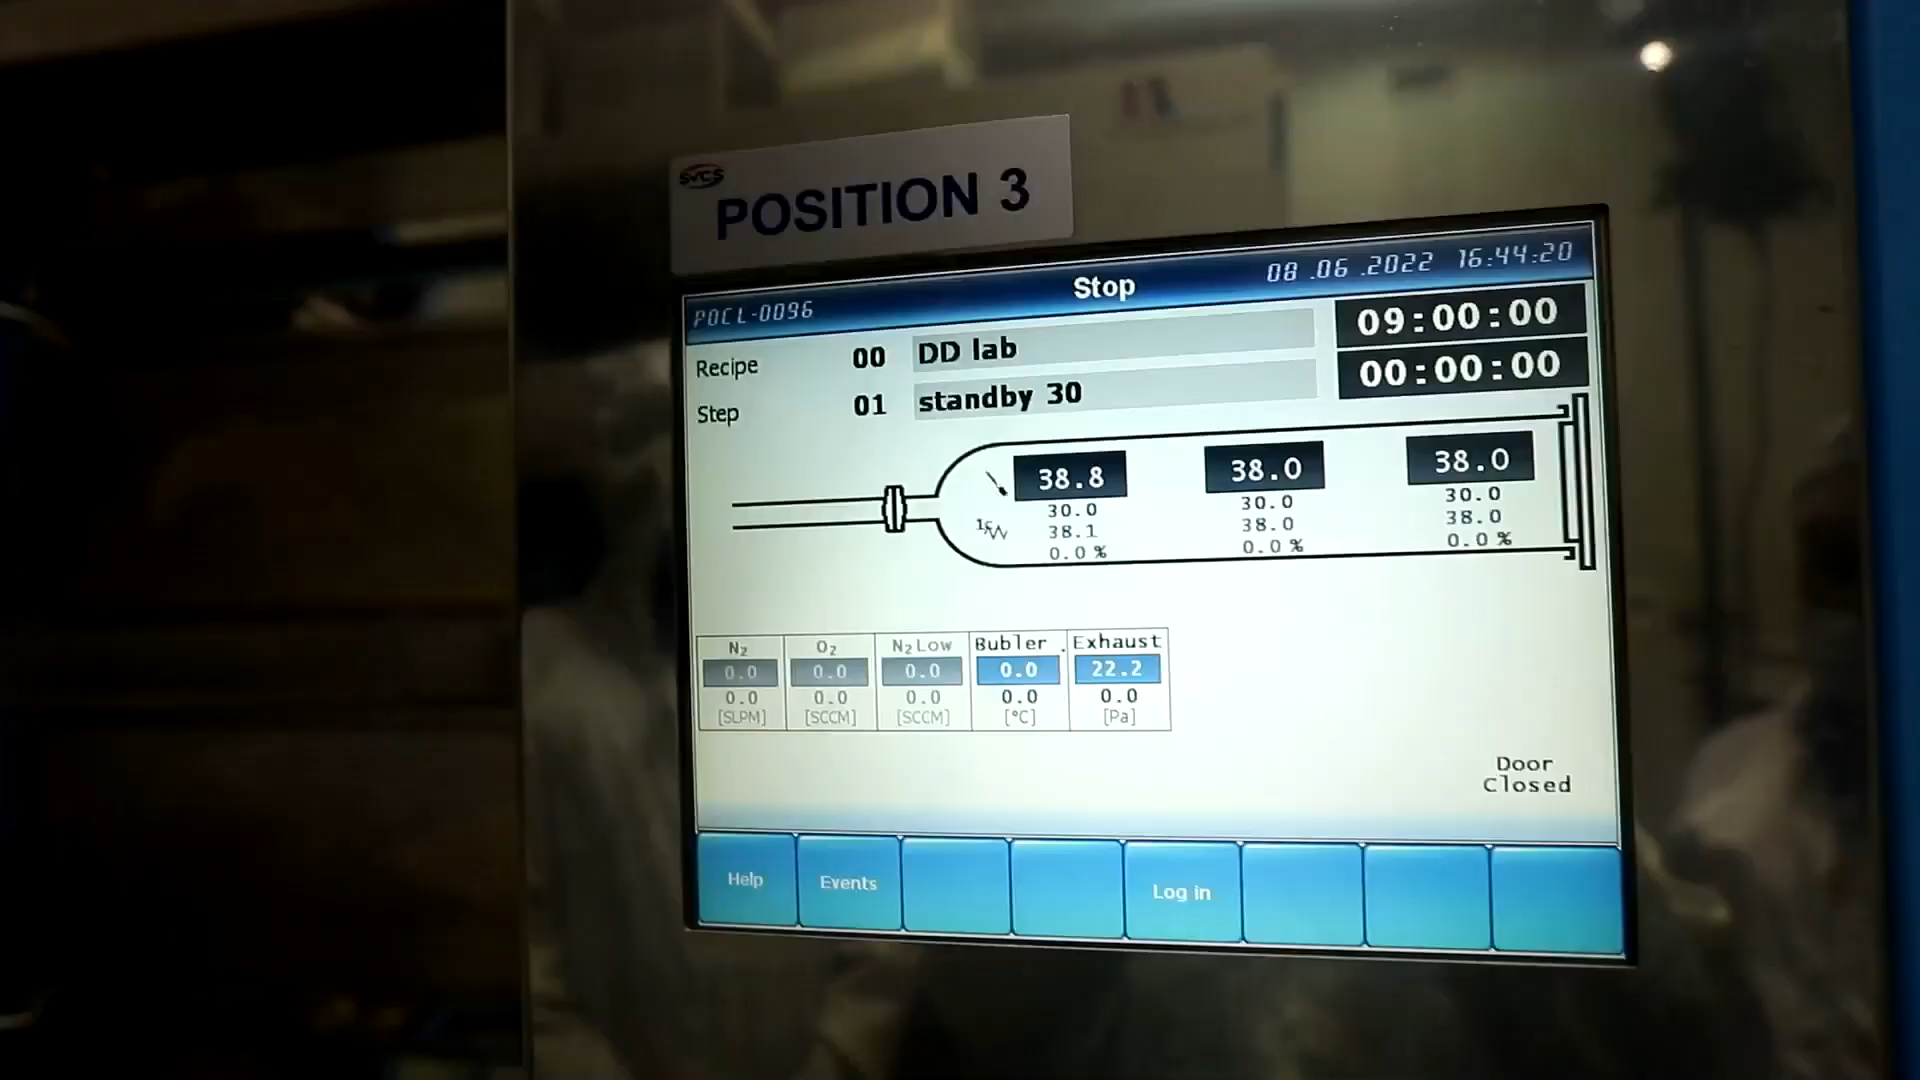 SVCS
POSITION 3
POCL-0096 Stop 08.06.2022 16:44:20
Recipe 00 DD lab 09:00:00
Step 01 standby 30 00:00:00
38.8 38.0 38.0
30.0 30.0 30.0
38.1 38.0 38.0
0.0 % 0.0 % 0.0 %
N₂ O₂ N₂ Low Bubler . Exhaust
0.0 0.0 0.0 0.0 22.2
0.0 0.0 0.0 0.0 0.0
[SLPM] [SCCM] [SCCM] [°C] [Pa]
Door
Closed
Help Events Log in